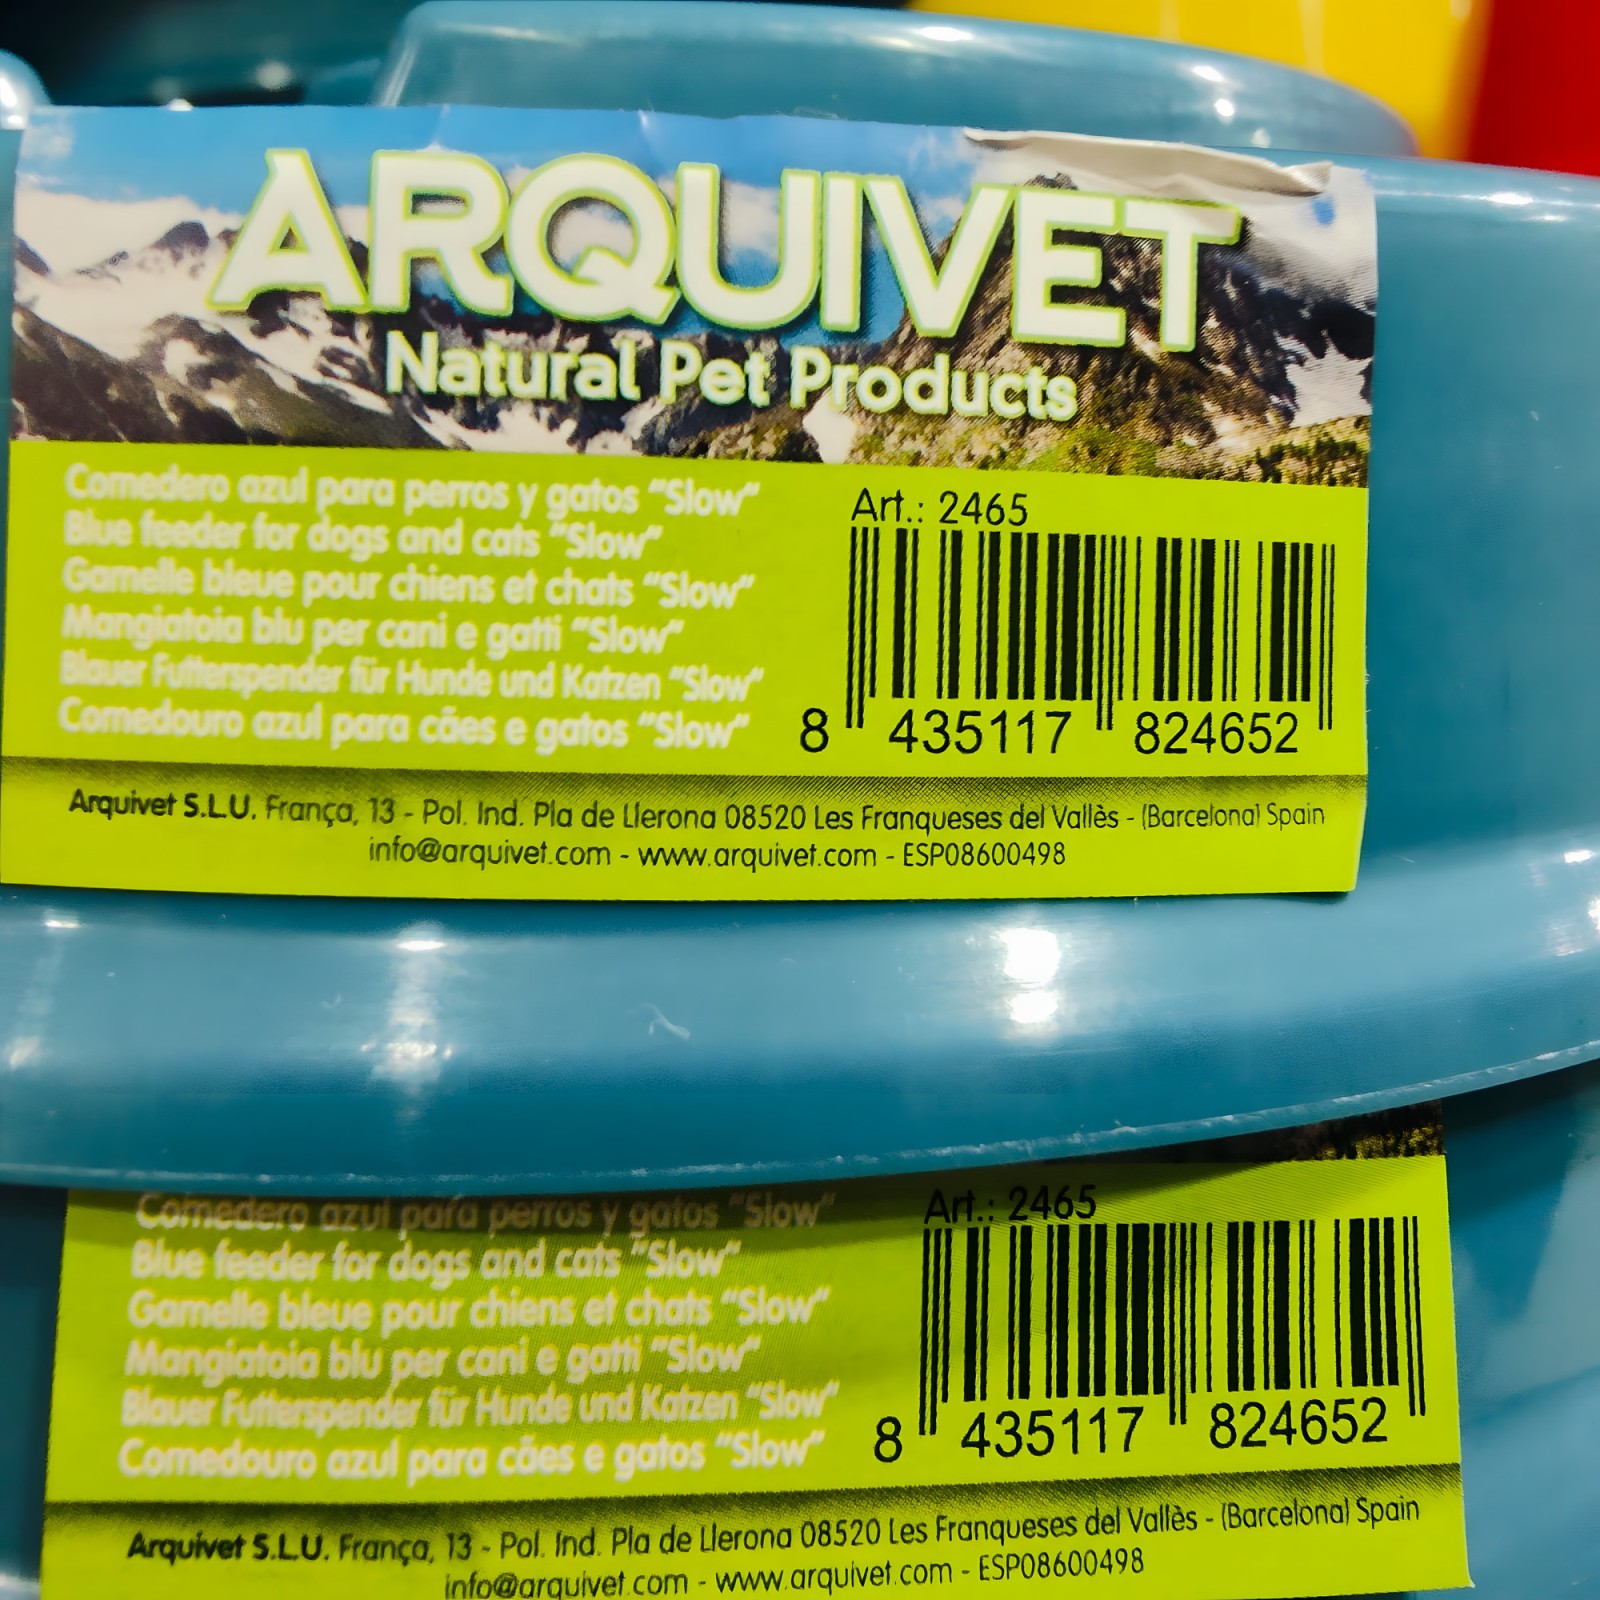 ARQUIVET
Natural Pet Products
Comedero azul para perros y gatos "Slow"
Blue feeder for dogs and cats "Slow"
Gamelle bleue pour chiens et chats "Slow"
Mangiatoia blu per cani e gatti "Slow"
Blauer Futterspender für Hunde und Katzen "Slow"
Comedouro azul para cães e gatos "Slow"
Art.: 2465
8 435117 824652
Arquivet S.L.U. França, 13 - Pol. Ind. Pla de Llerona 08520 Les Franqueses del Vallès - (Barcelona) Spain
info@arquivet.com - www.arquivet.com - ESP08600498
Comedero azul para perros y gatos "Slow"
Blue feeder for dogs and cats "Slow"
Gamelle bleue pour chiens et chats "Slow"
Mangiatoia blu per cani e gatti "Slow"
Blauer Futterspender für Hunde und Katzen "Slow"
Comedouro azul para cães e gatos "Slow"
Art.: 2465
8 435117 824652
Arquivet S.L.U. França, 13 - Pol. Ind. Pla de Llerona 08520 Les Franqueses del Vallès - (Barcelona) Spain
info@arquivet.com - www.arquivet.com - ESP08600498